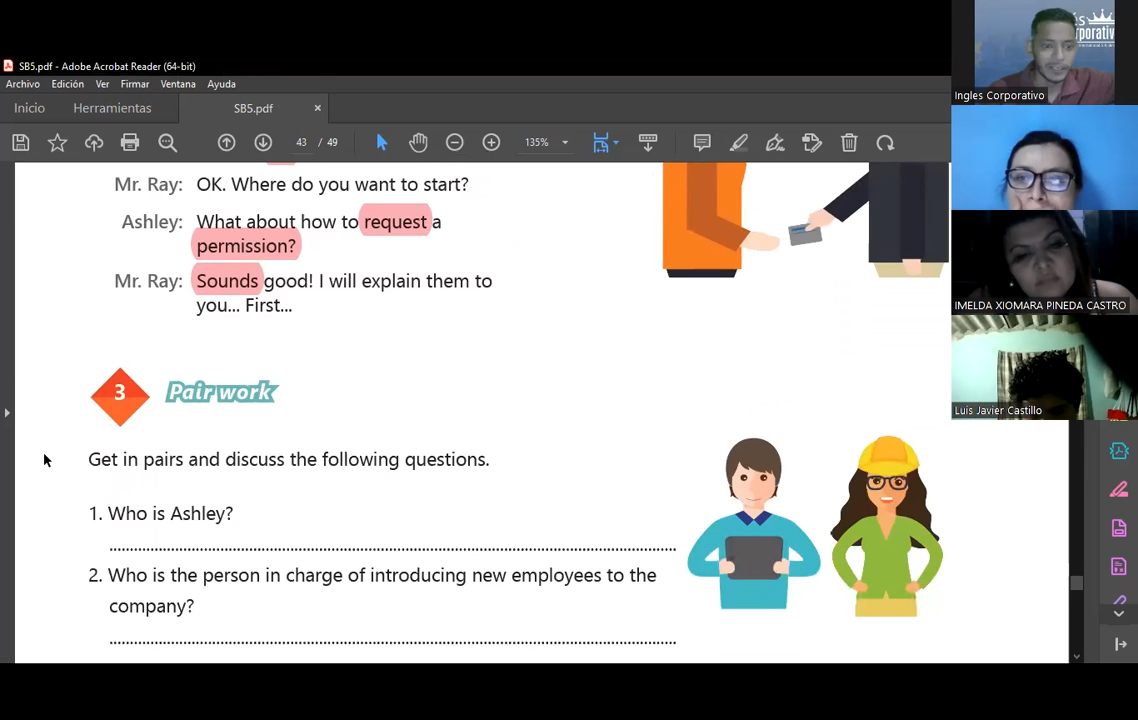 SB5.pdf - Adobe Acrobat Reader (64-bit)
Archivo Edición Ver Firmar Ventana Ayuda
Inicio Herramientas SB5.pdf ×
43 / 49 135%
Mr. Ray: OK. Where do you want to start?
Ashley: What about how to request a
permission?
Mr. Ray: Sounds good! I will explain them to
you... First...
3 Pair work
Get in pairs and discuss the following questions.
1. Who is Ashley?
2. Who is the person in charge of introducing new employees to the
company?
Ingles Corporativo
IMELDA XIOMARA PINEDA CASTRO
Luis Javier Castillo